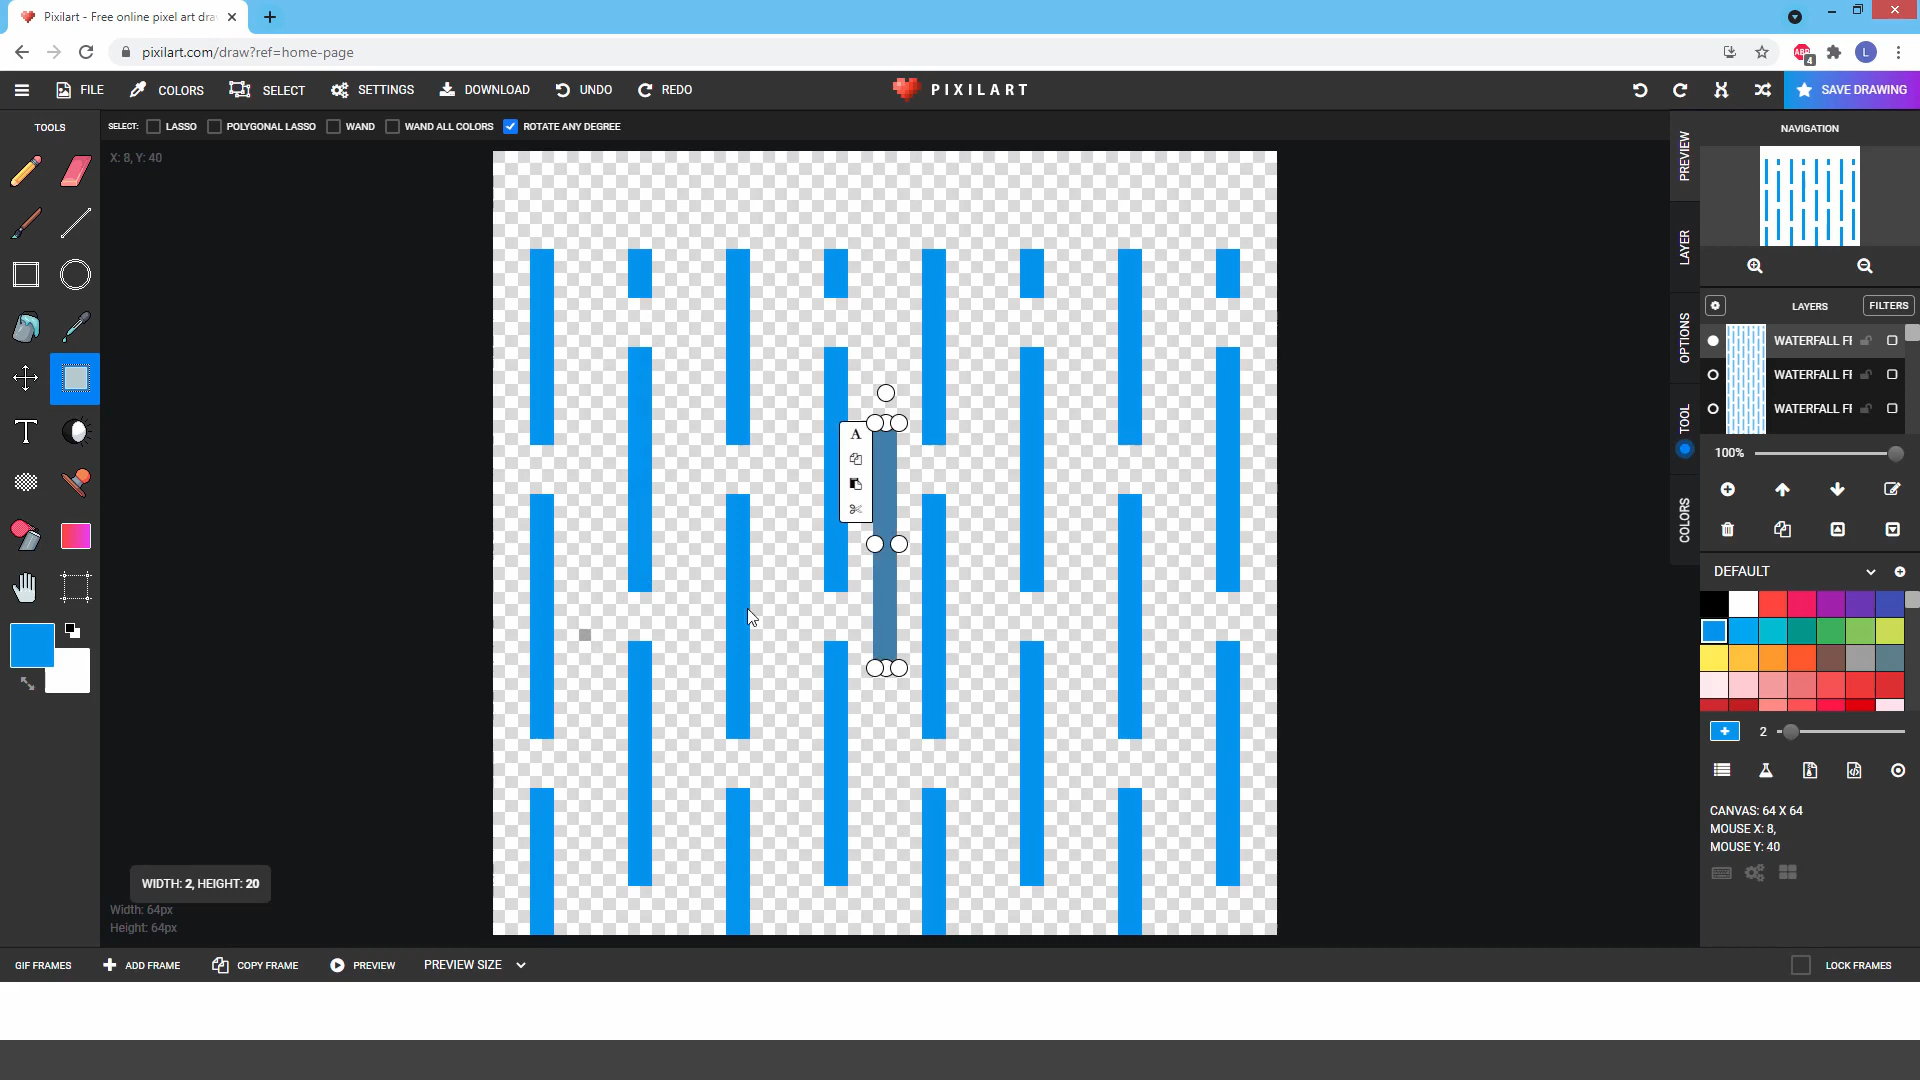 Pixilart - Free online pixel art dra
pixilart.com/draw?ref=home-page
4
L
FILE
COLORS
SELECT
SETTINGS
DOWNLOAD
UNDO
REDO
PIXILART
SAVE DRAWING
TOOLS
SELECT:
LASSO
POLYGONAL LASSO
WAND
WAND ALL COLORS
ROTATE ANY DEGREE
X: 8, Y: 40
PREVIEW
LAYER
OPTIONS
TOOL
COLORS
NAVIGATION
LAYERS
FILTERS
WATERFALL FI
WATERFALL FI
WATERFALL FI
100%
DEFAULT
2
CANVAS: 64 X 64
MOUSE X: 8,
MOUSE Y: 40
A
WIDTH: 2, HEIGHT: 20
Width: 64px
Height: 64px
GIF FRAMES
ADD FRAME
COPY FRAME
PREVIEW
PREVIEW SIZE
LOCK FRAMES